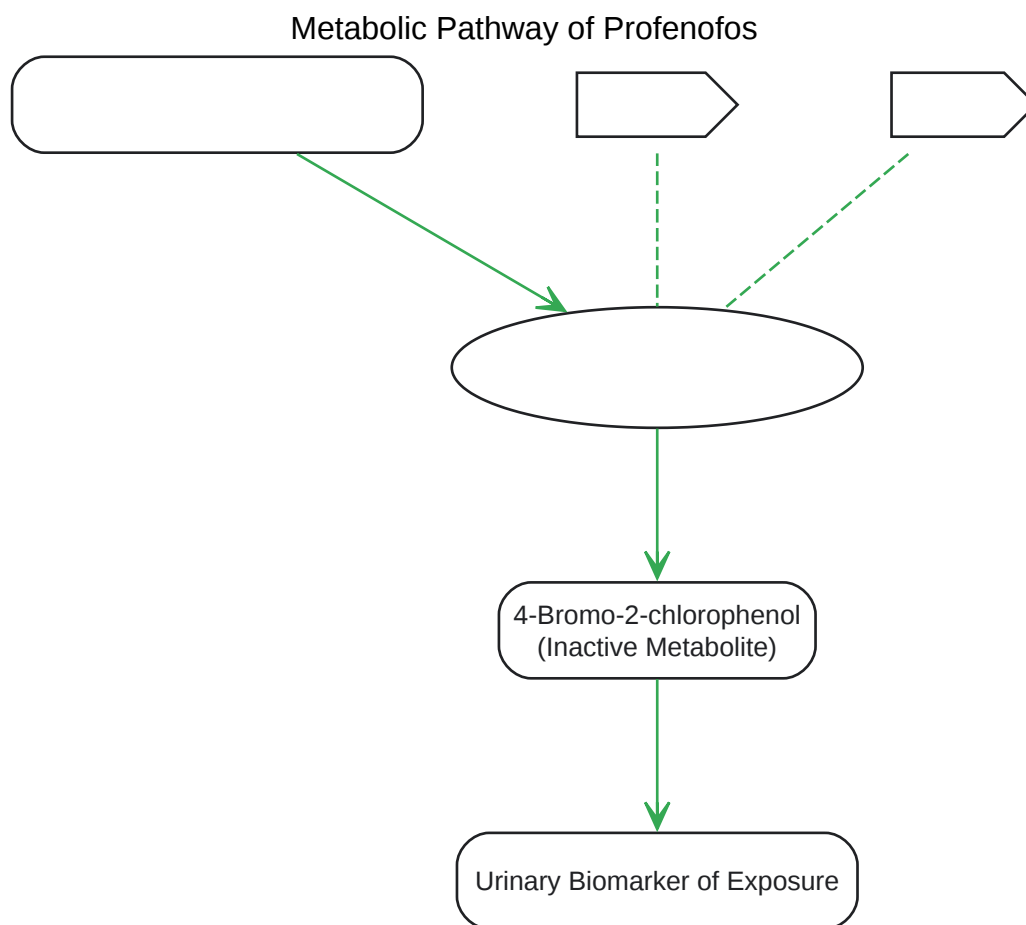 Metabolic Pathway of Profenofos
4-Bromo-2-chlorophenol
(Inactive Metabolite)
Urinary Biomarker of Exposure